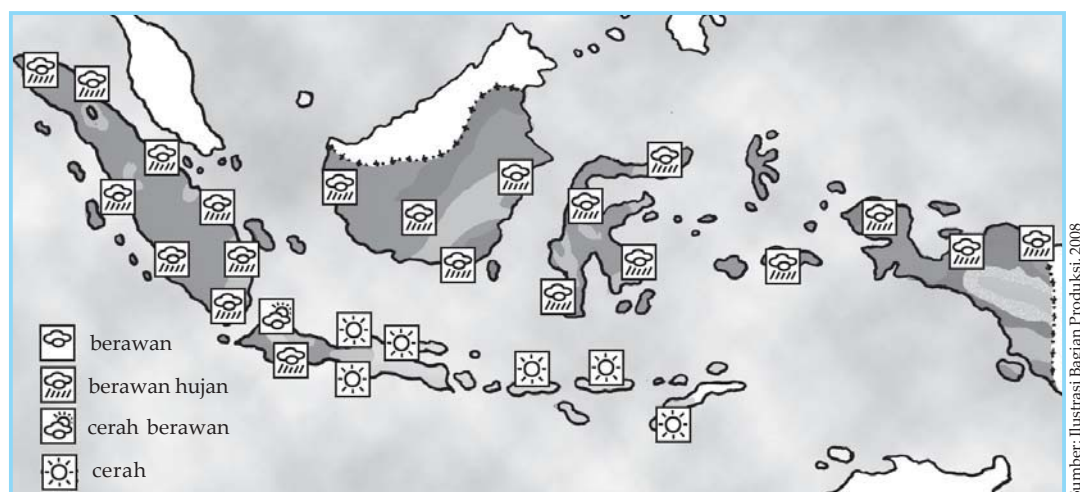 berawan
berawan hujan
cerah berawan
cerah
sumber: Ilustrasi Bagian Produksi, 2008